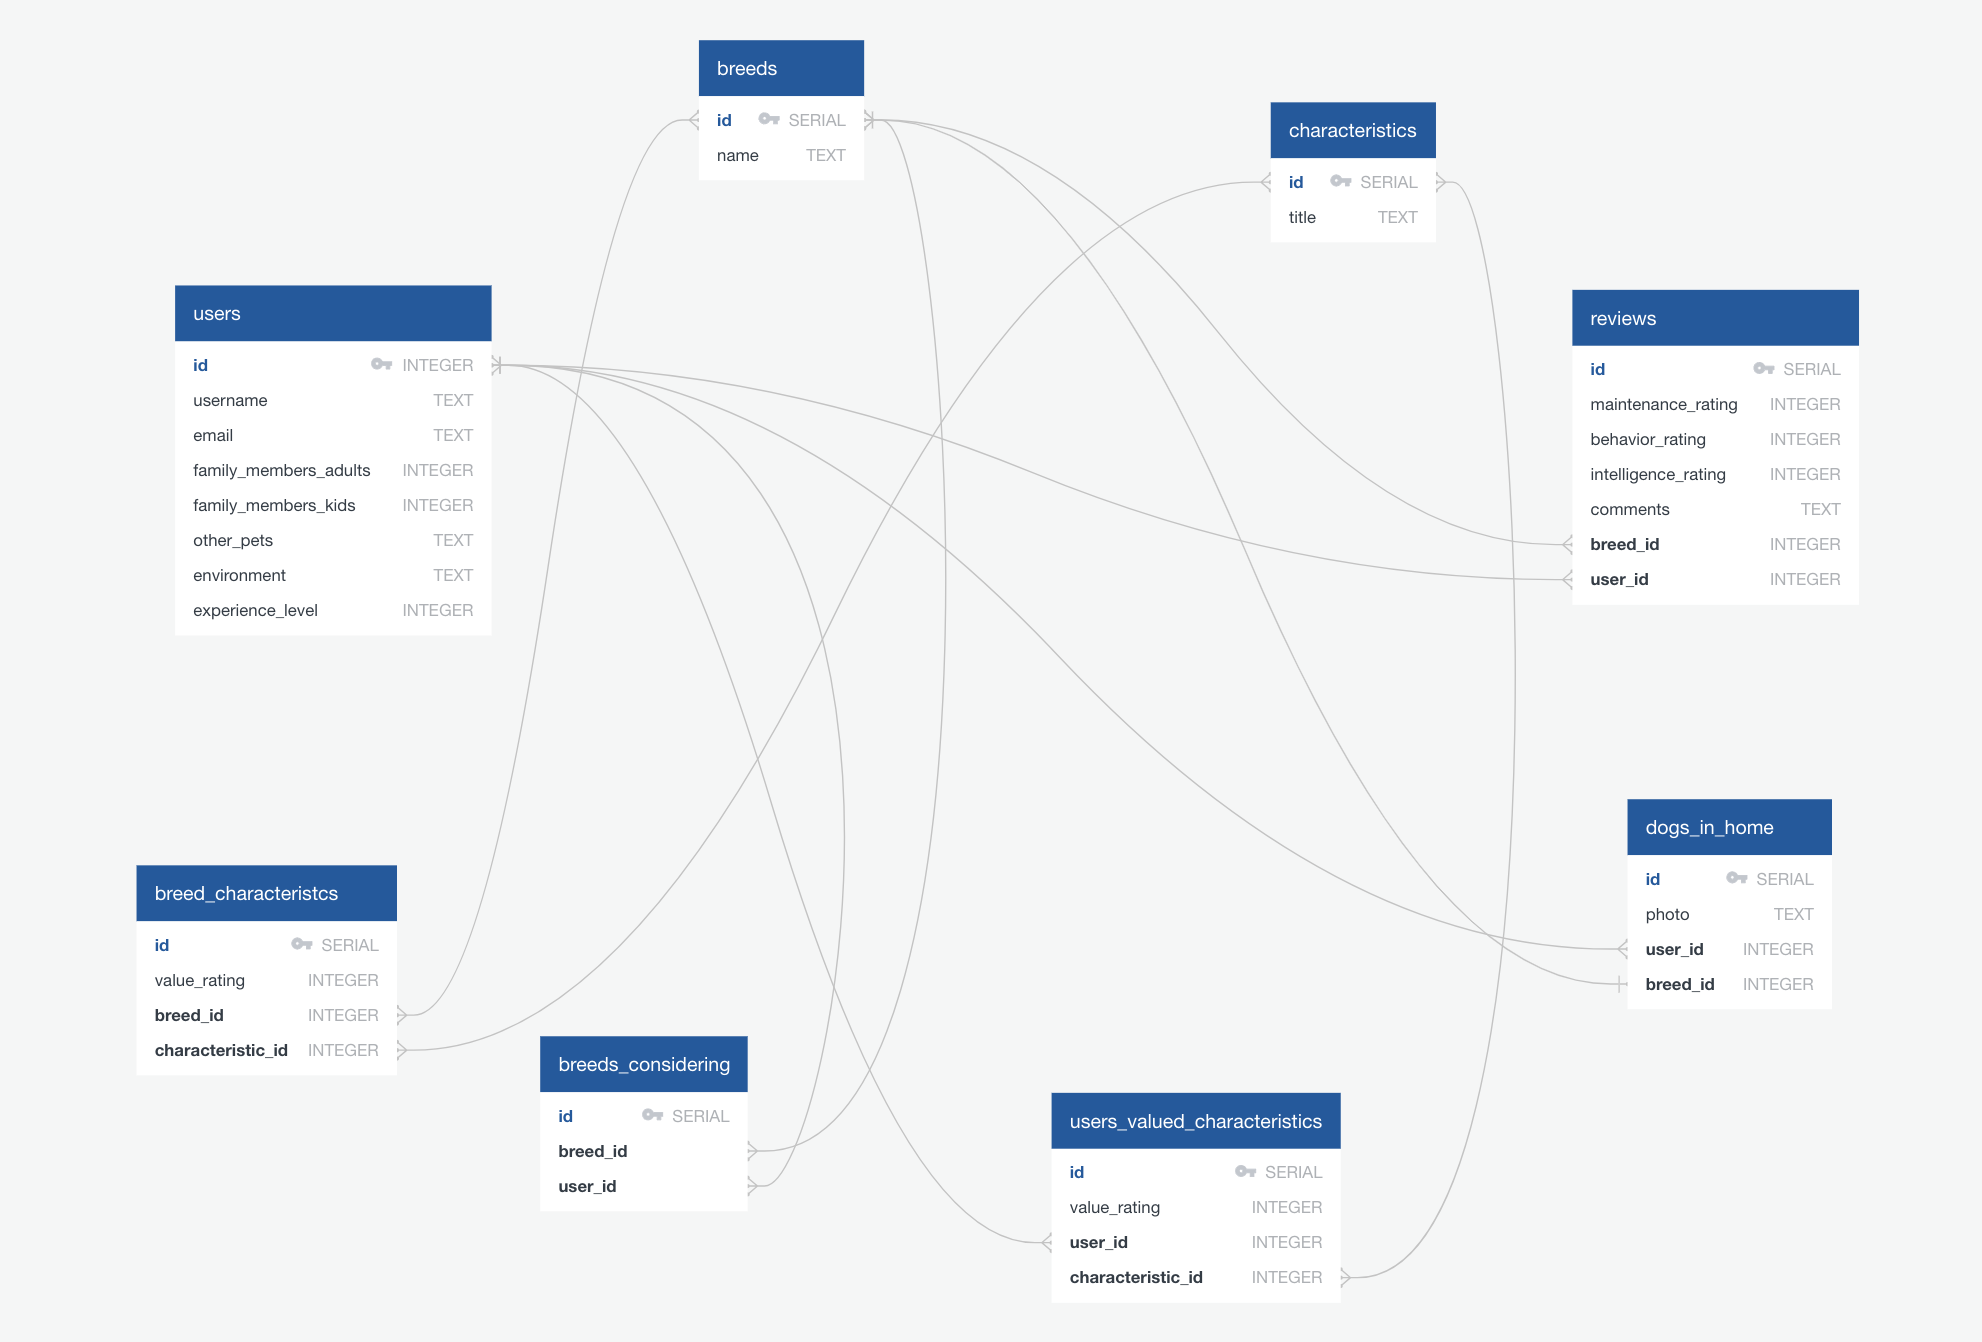 breeds
id SERIAL
name TEXT
characteristics
id SERIAL
title TEXT
users
id INTEGER
username TEXT
email TEXT
family_members_adults INTEGER
family_members_kids INTEGER
other_pets TEXT
environment TEXT
experience_level INTEGER
reviews
id SERIAL
maintenance_rating INTEGER
behavior_rating INTEGER
intelligence_rating INTEGER
comments TEXT
breed_id INTEGER
user_id INTEGER
dogs_in_home
id SERIAL
photo TEXT
user_id INTEGER
breed_id INTEGER
breed_characteristcs
id SERIAL
value_rating INTEGER
breed_id INTEGER
characteristic_id INTEGER
breeds_considering
id SERIAL
breed_id
user_id
users_valued_characteristics
id SERIAL
value_rating INTEGER
user_id INTEGER
characteristic_id INTEGER